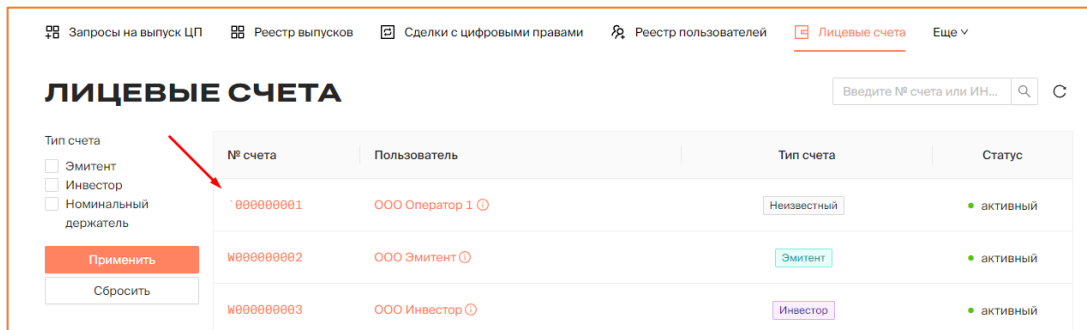 Запросы на выпуск ЦП Реестр выпусков Сделки с цифровыми правами Реестр пользователей Лицевые счета Еще
ЛИЦЕВЫЕ СЧЕТА
Введите № счета или ИН...
Тип счета
Эмитент
Инвестор
Номинальный
держатель
Применить
Сбросить
№ счета Пользователь Тип счета Статус
000000001 ООО Оператор 1 Неизвестный активный
W000000002 ООО Эмитент Эмитент активный
W000000003 ООО Инвестор Инвестор активный